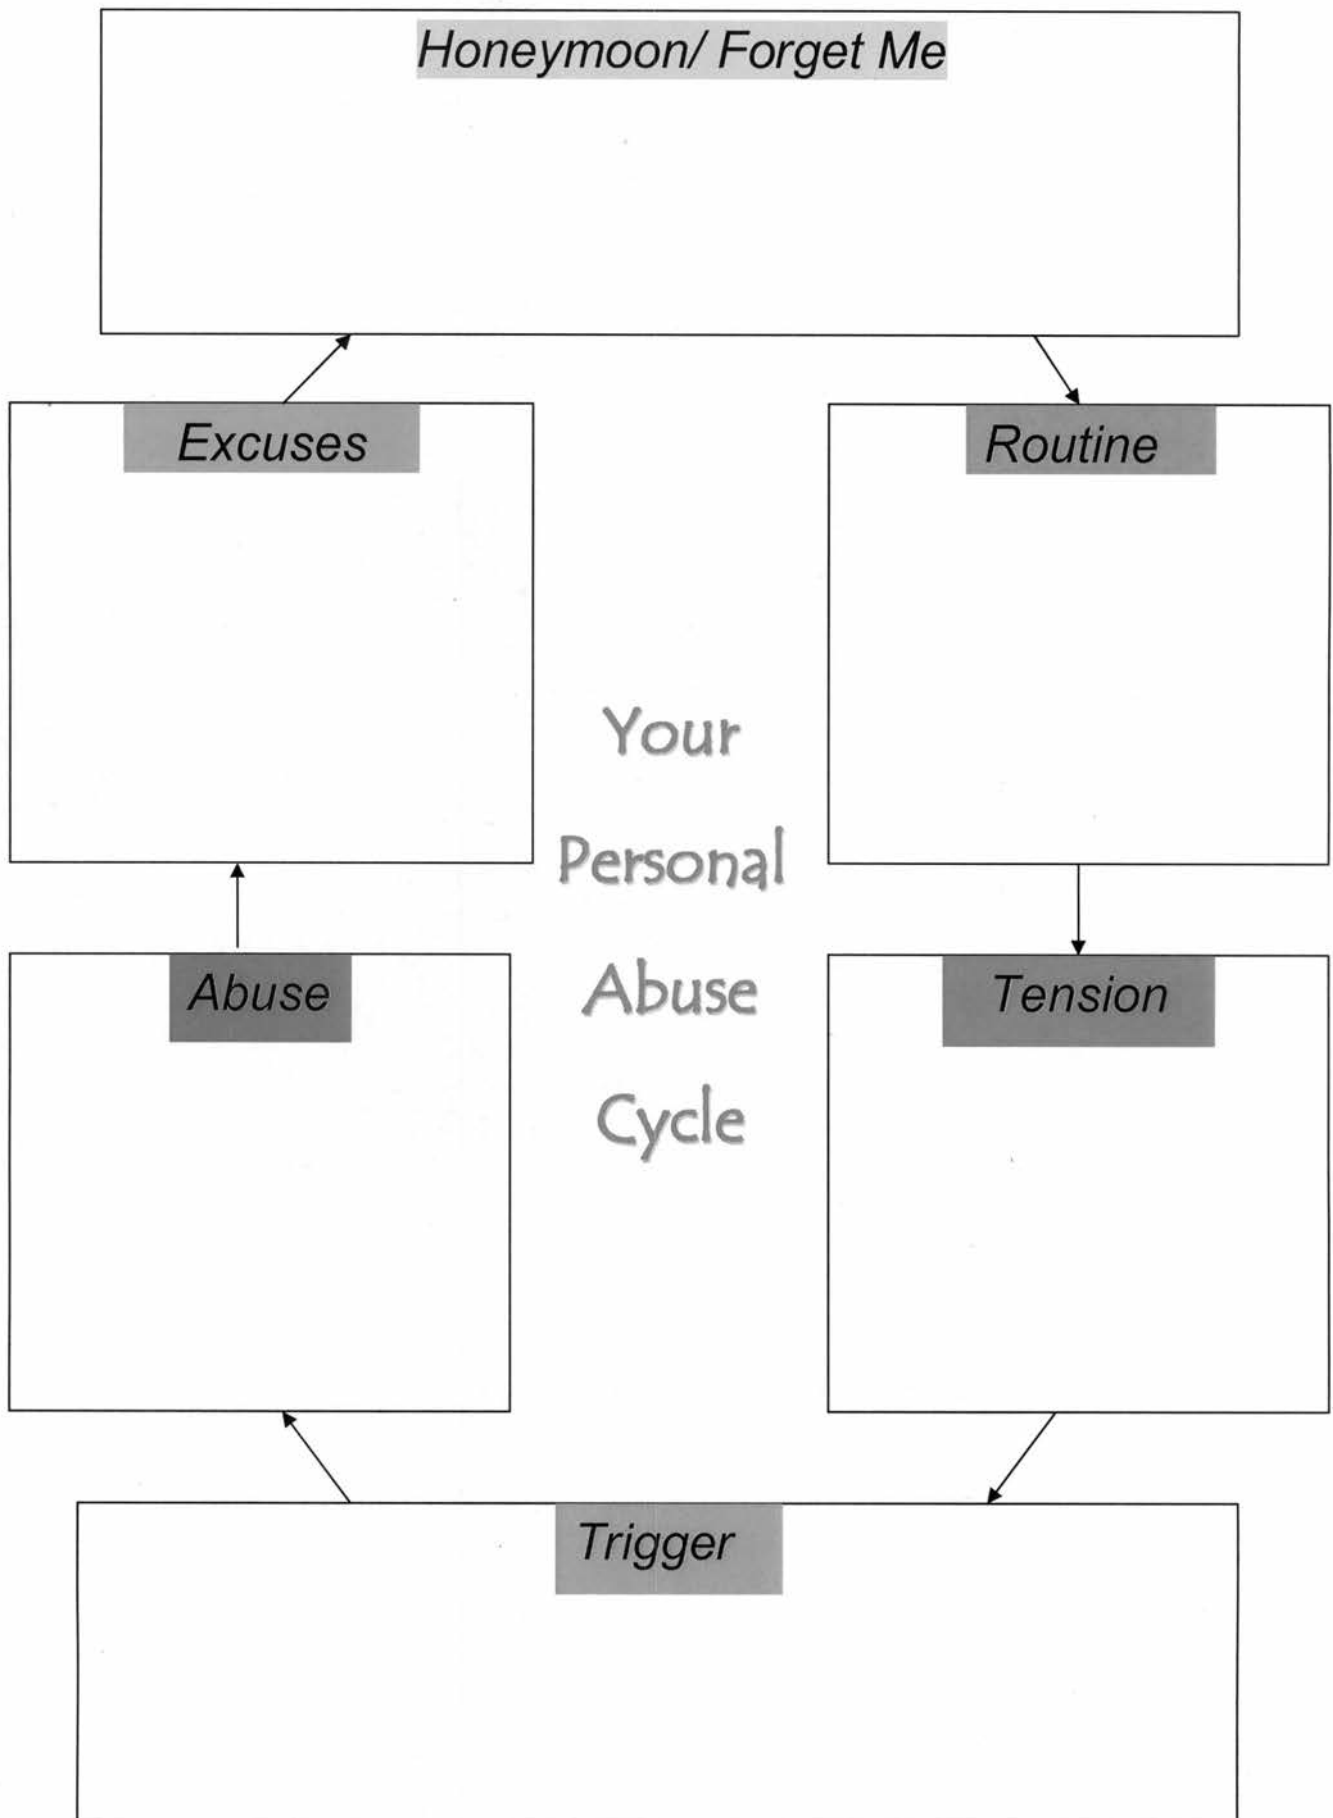 Honeymoon/ Forget Me
Excuses
Routine
Your
Personal
Abuse
Cycle
Abuse
Tension
Trigger